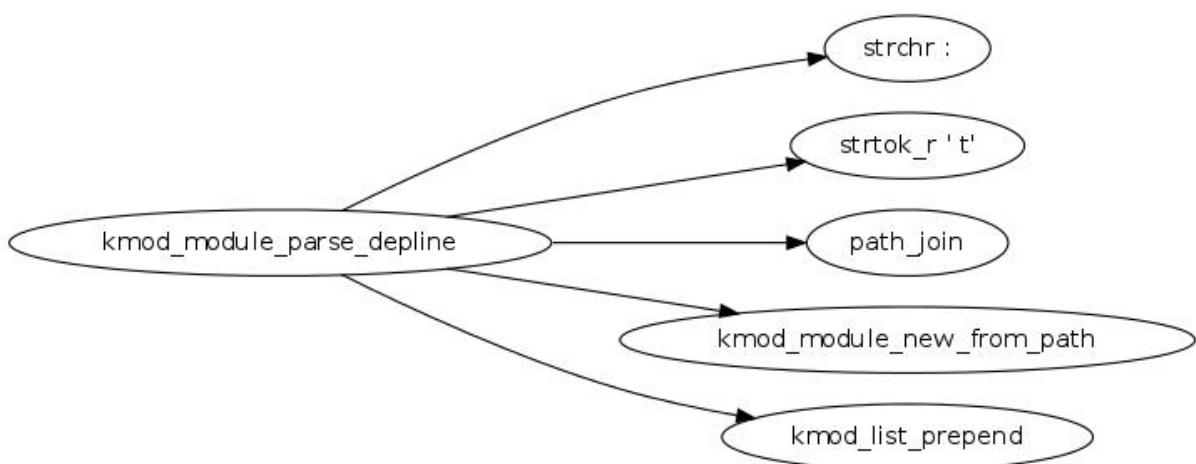 strchr :
strtok_r ' t'
kmod_module_parse_depline
path_join
kmod_module_new_from_path
kmod_list_prepend